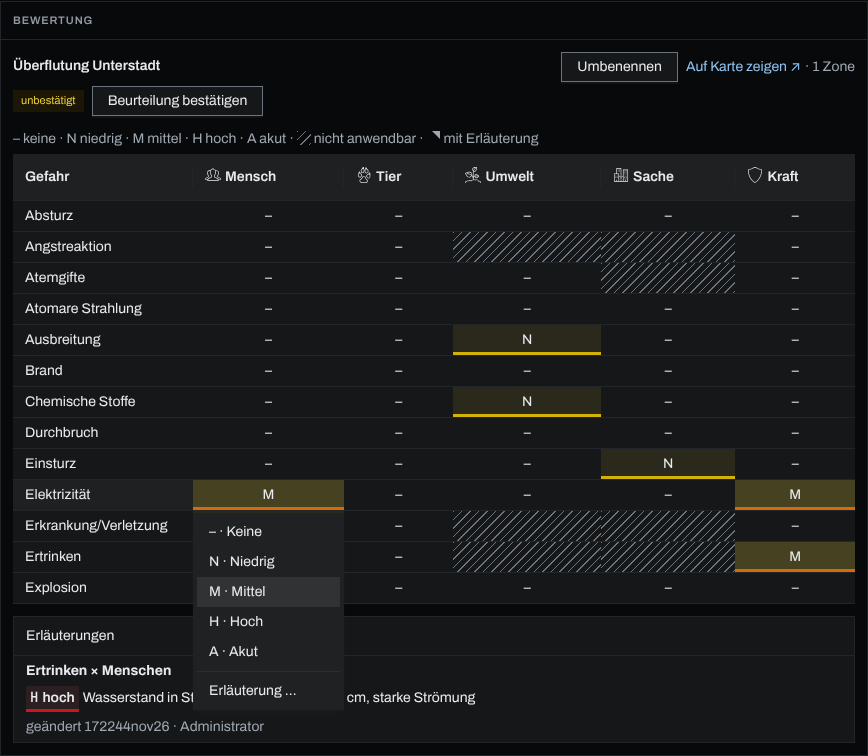 BEWERTUNG
Überflutung Unterstadt
Umbenennen Auf Karte zeigen ↗ · 1 Zone
unbestätigt Beurteilung bestätigen
– keine · N niedrig · M mittel · H hoch · A akut · nicht anwendbar · mit Erläuterung
Gefahr Mensch Tier Umwelt Sache Kraft
Absturz – – – – –
Angstreaktion – – –
Atemgifte – – – –
Atomare Strahlung – – – – –
Ausbreitung – – N – –
Brand – – – – –
Chemische Stoffe – – N – –
Durchbruch – – – – –
Einsturz – – – N –
Elektrizität M – – – M
Erkrankung/Verletzung – –
Ertrinken – M
Explosion – – – –
– · Keine
N · Niedrig
M · Mittel
H · Hoch
A · Akut
Erläuterung ...
Erläuterungen
Ertrinken × Menschen
H hoch Wasserstand in cm, starke Strömung
geändert 172244nov26 · Administrator